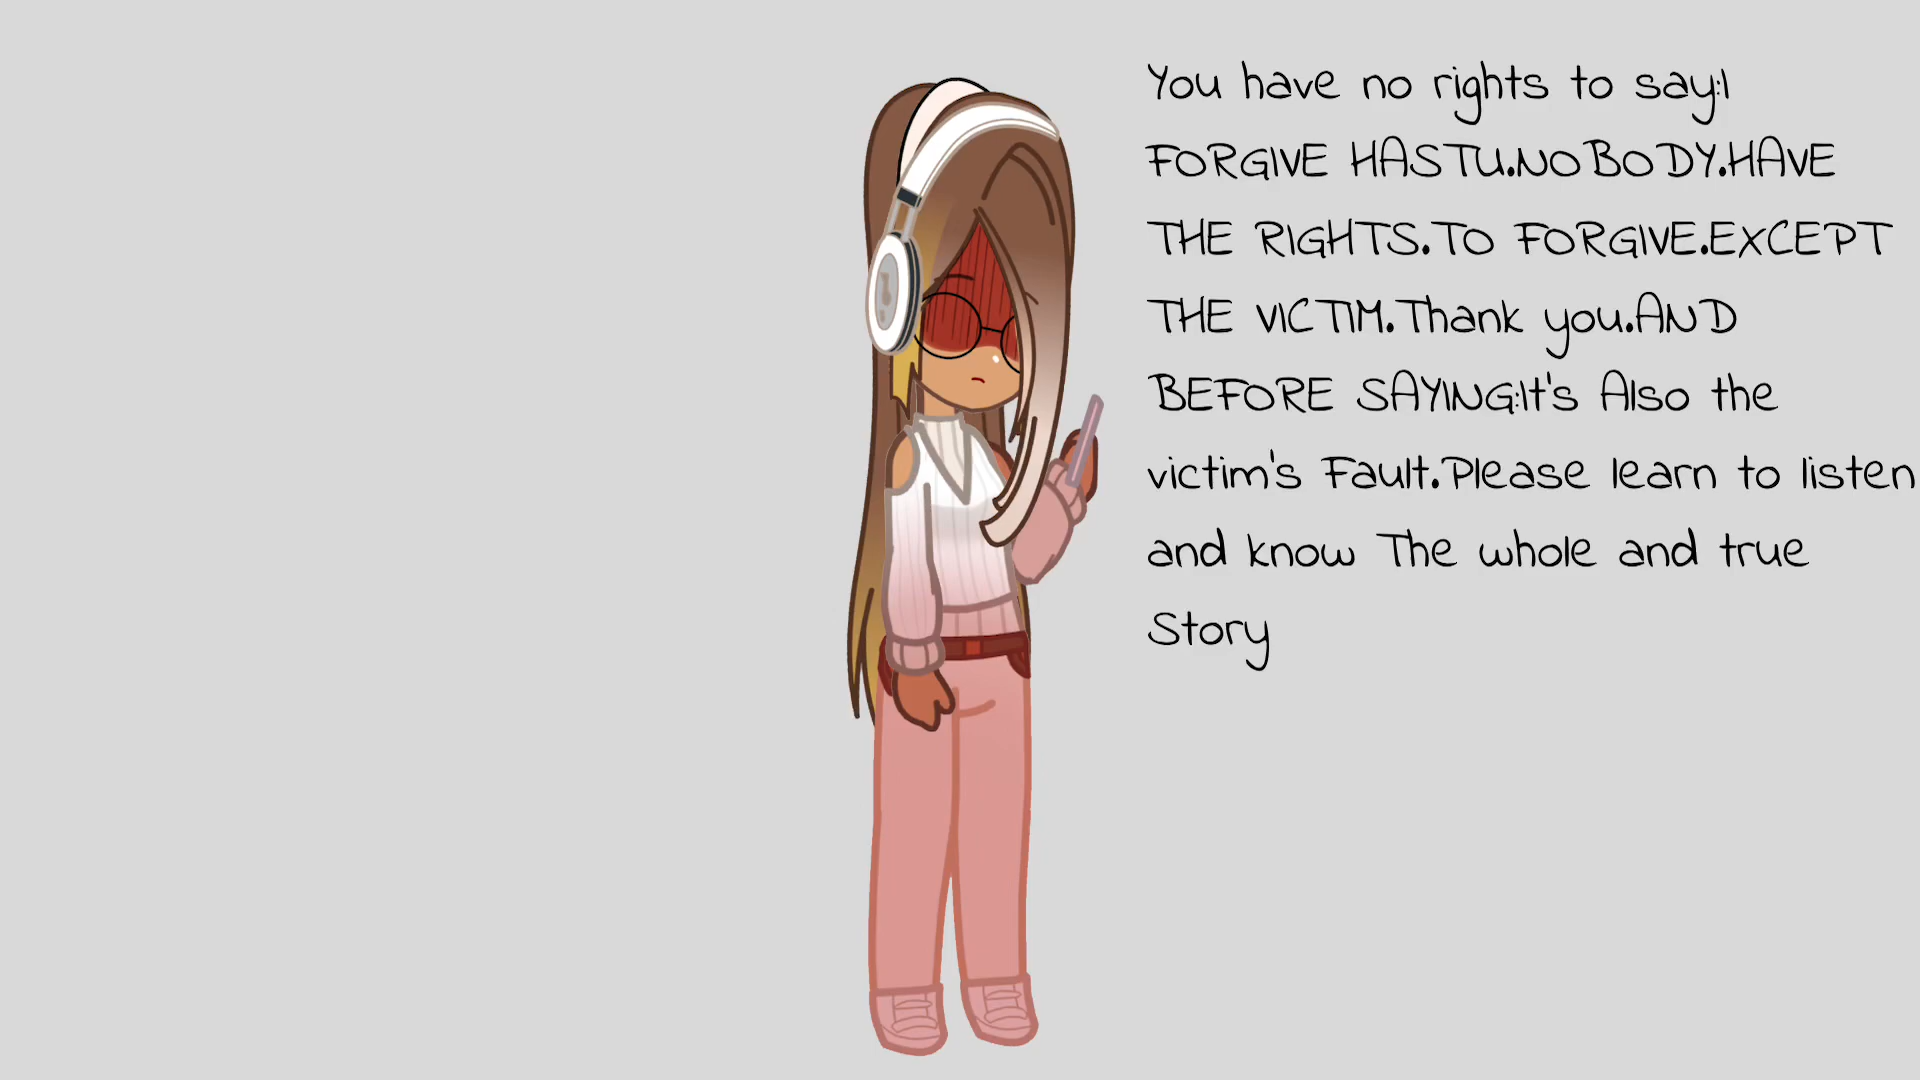 You have no rights to say:I
FORGIVE HASTU.NOBODY.HAVE
THE RIGHTS.TO FORGIVE.EXCEPT
THE VICTIM.Thank you.AND
BEFORE SAYING:It's Also the
victim's Fault.Please learn to listen
and know The whole and true
Story